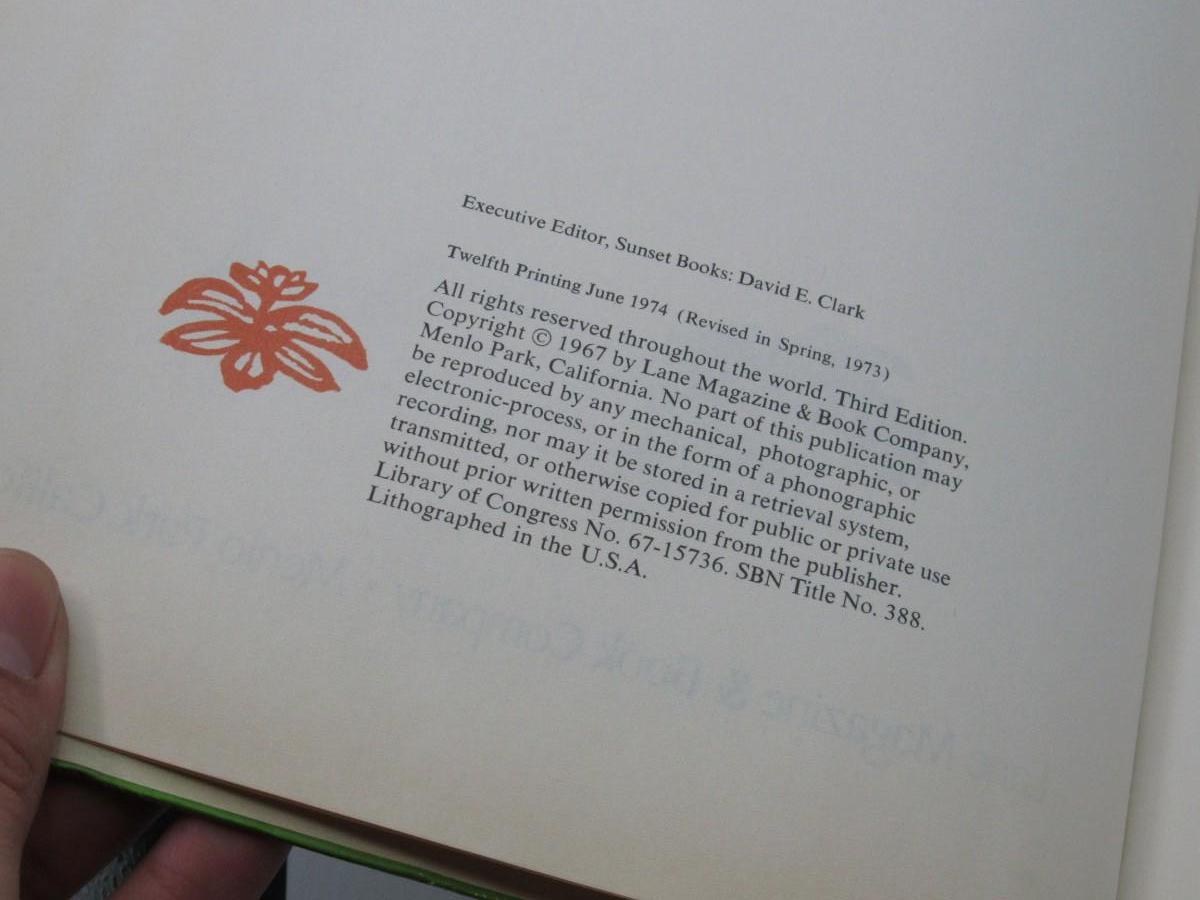 Executive Editor, Sunset Books: David E. Clark
Twelfth Printing June 1974 (Revised in Spring, 1973)
All rights reserved throughout the world. Third Edition.
Copyright © 1967 by Lane Magazine & Book Company,
Menlo Park, California. No part of this publication may
be reproduced by any mechanical, photographic, or
electronic-process, or in the form of a phonographic
recording, nor may it be stored in a retrieval system,
transmitted, or otherwise copied for public or private use
without prior written permission from the publisher.
Library of Congress No. 67-15736. SBN Title No. 388.
Lithographed in the U.S.A.